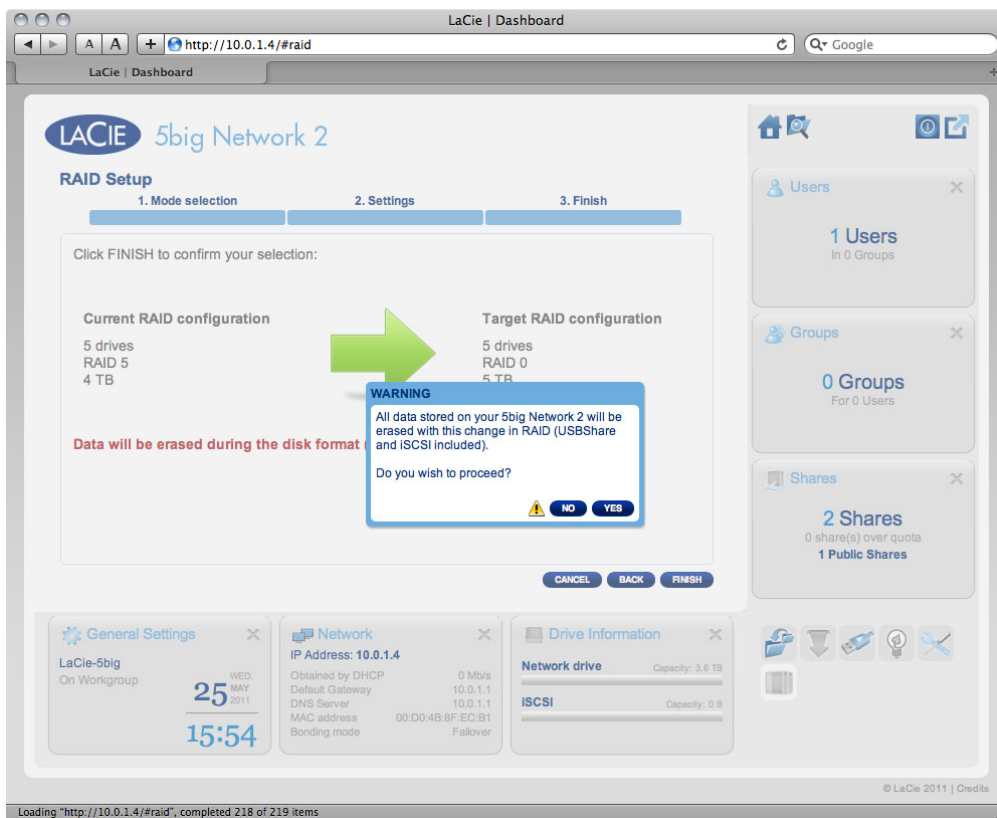 LaCie | Dashboard
A A + http://10.0.1.4/#raid Google
LaCie | Dashboard
LACIE 5big Network 2
RAID Setup
1. Mode selection 2. Settings 3. Finish
Click FINISH to confirm your selection:
Current RAID configuration
5 drives
RAID 5
4 TB
Target RAID configuration
5 drives
RAID 0
5 TB
Data will be erased during the disk format
WARNING
All data stored on your 5big Network 2 will be
erased with this change in RAID (USBShare
and iSCSI included).
Do you wish to proceed?
NO YES
CANCEL BACK FINISH
Users
1 Users
In 0 Groups
Groups
0 Groups
For 0 Users
Shares
2 Shares
0 share(s) over quota
1 Public Shares
General Settings
LaCie-5big
On Workgroup
WED.
25 MAY
2011
15:54
Network
IP Address: 10.0.1.4
Obtained by DHCP 0 Mb/s
Default Gateway 10.0.1.1
DNS Server 10.0.1.1
MAC address 00:D0:4B:8F:EC:B1
Bonding mode Failover
Drive Information
Network drive Capacity: 3.6 TB
iSCSI Capacity: 0 B
© LaCie 2011 | Credits
Loading "http://10.0.1.4/#raid", completed 218 of 219 items